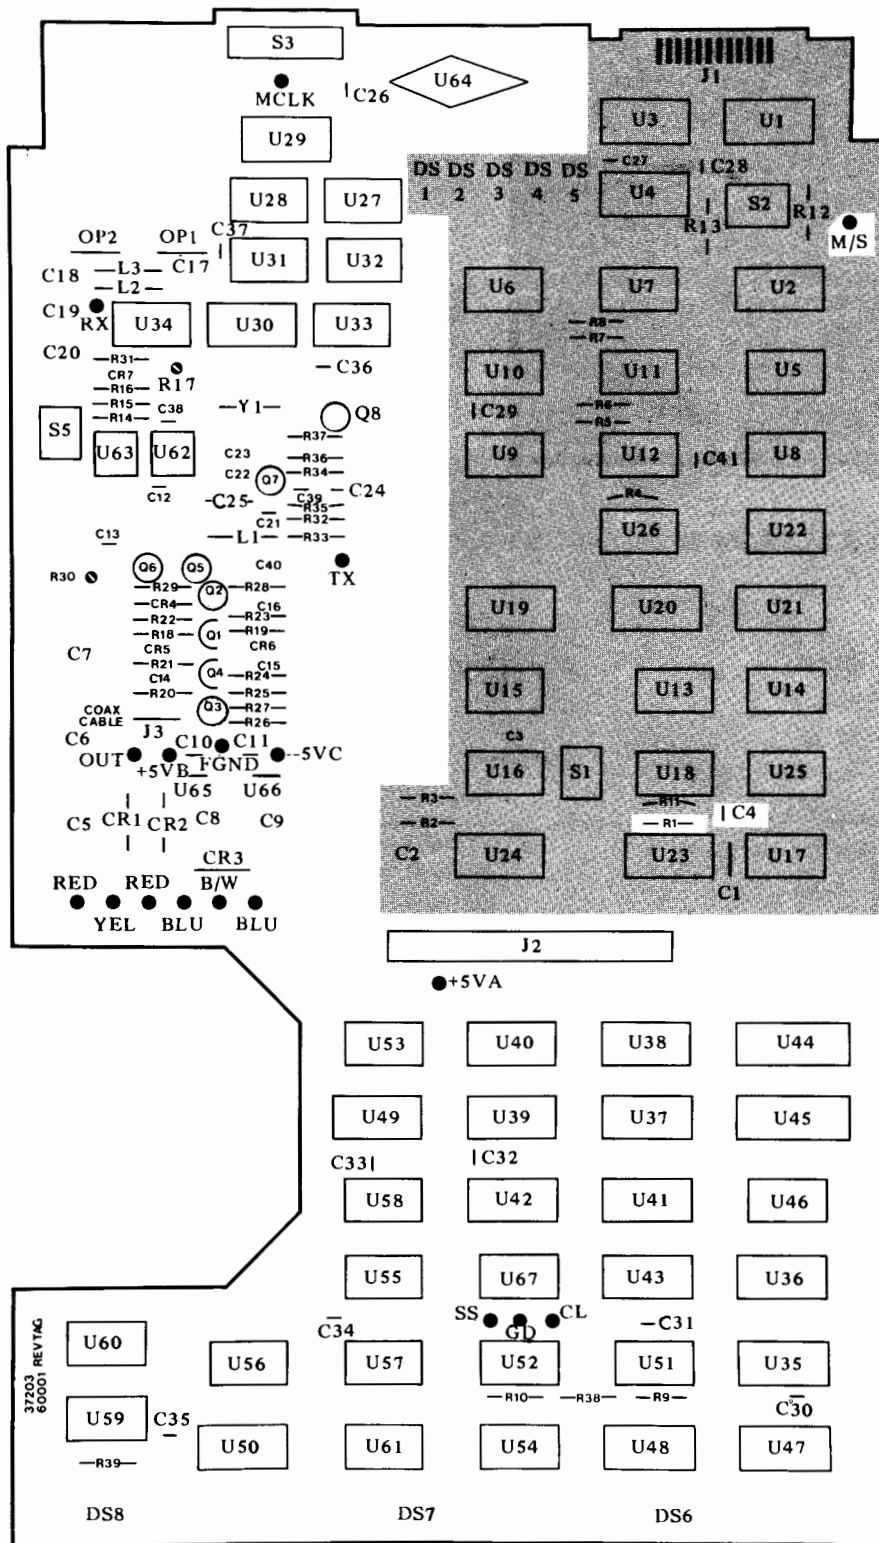 S3
J1
MCLK
C26
U64
U3
U1
U29
C27
C28
DS DS DS DS DS
1 2 3 4 5
U4
S2
R12
R13
M/S
U28
U27
C37
OP2
OP1
U31
U32
C17
C18
L3
L2
U6
U7
U2
C19
RX
U34
U30
U33
R8
R7
C20
R31
CR7
R16
R15
R14
R17
C36
U10
U11
U5
C38
Y1
Q8
C29
R6
R5
S5
U63
U62
R37
R36
R34
C23
C22
Q7
U9
U12
C41
U8
C12
C25
C39
C24
R35
R32
R33
C21
L1
R4
U26
U22
C13
R30
Q6
Q5
C40
TX
R29
Q2
R28
CR4
C16
R22
R23
R18
Q1
R19
CR5
CR6
U19
U20
U21
C7
R21
C15
C14
Q4
R24
R20
R25
Q3
R27
R26
U15
U13
U14
COAX
CABLE
J3
C6
OUT
+5VB
C10
C11
FGND
--5VC
C3
U16
S1
U18
U25
U65
U66
R3
R11
C4
R2
R1
C5
CR1
CR2
C8
C9
C2
U24
U23
U17
C1
CR3
B/W
RED
RED
YEL
BLU
BLU
J2
+5VA
U53
U40
U38
U44
U49
U39
U37
U45
C33
C32
U58
U42
U41
U46
U55
U67
U43
U36
SS
GD
CL
C31
C34
U60
U56
U57
U52
U51
U35
37203
60001 REVTAG
R10
R38
R9
C30
U59
C35
U50
U61
U54
U48
U47
R39
DS8
DS7
DS6